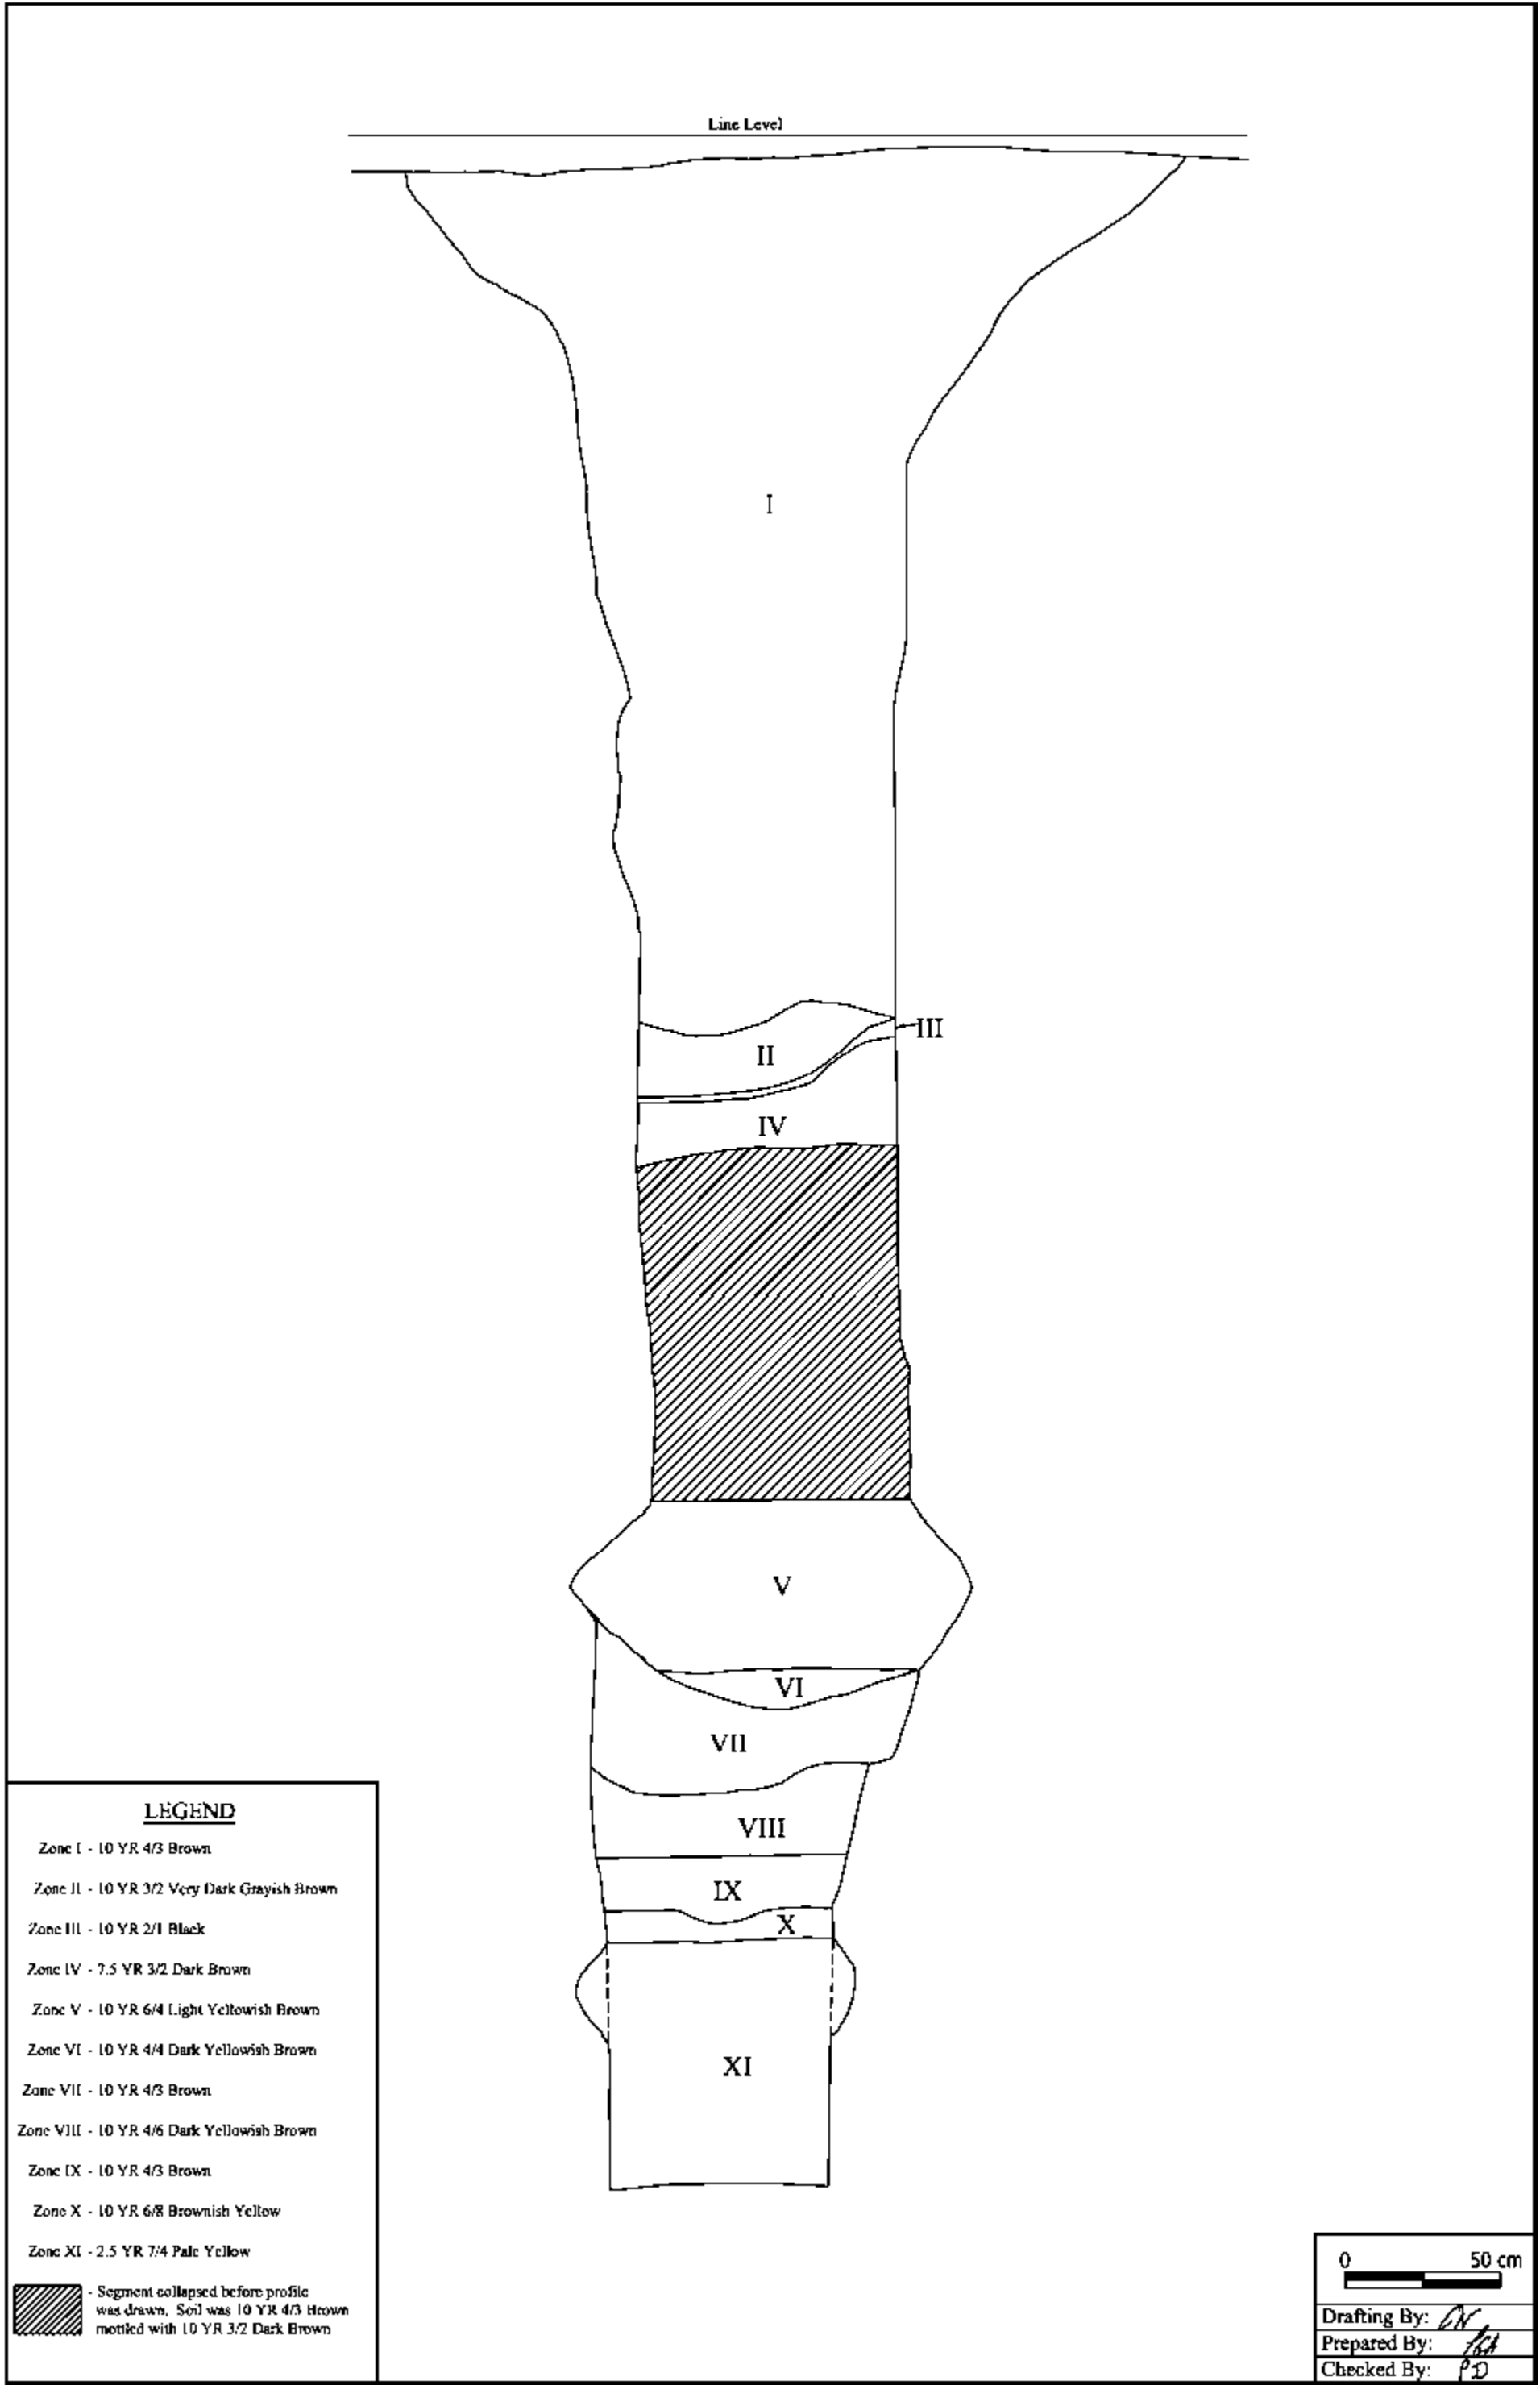 Line Level
I
III
II
IV
V
VI
VII
VIII
IX
X
XI
LEGEND
Zone I - 10 YR 4/3 Brown
Zone II - 10 YR 3/2 Very Dark Grayish Brown
Zone III - 10 YR 2/1 Black
Zone IV - 7.5 YR 3/2 Dark Brown
Zone V - 10 YR 6/4 Light Yellowish Brown
Zone VI - 10 YR 4/4 Dark Yellowish Brown
Zone VII - 10 YR 4/3 Brown
Zone VIII - 10 YR 4/6 Dark Yellowish Brown
Zone IX - 10 YR 4/3 Brown
Zone X - 10 YR 6/8 Brownish Yellow
Zone XI - 2.5 YR 7/4 Pale Yellow
- Segment collapsed before profile
was drawn, Soil was 10 YR 4/3 Brown
mottled with 10 YR 3/2 Dark Brown
0 50 cm
Drafting By:
Prepared By:
Checked By: PD